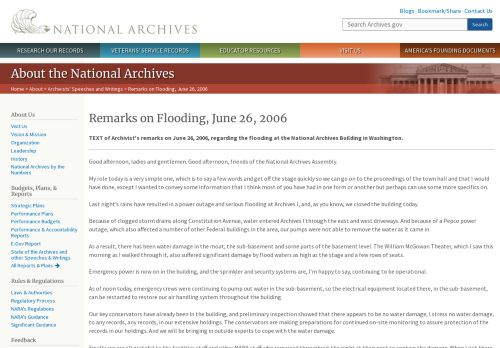 Blogs · Bookmark/Share · Contact Us
NATIONAL ARCHIVES
Search Archives.gov
Search
RESEARCH OUR RECORDS
VETERANS' SERVICE RECORDS
EDUCATOR RESOURCES
VISIT US
AMERICA'S FOUNDING DOCUMENTS
About the National Archives
Home > About > Archivists' Speeches and Writings > Remarks on Flooding, June 26, 2006
About Us
Visit Us
Vision & Mission
Organization
Leadership
History
National Archives by the
Numbers
Budgets, Plans, &
Reports
Strategic Plans
Performance Plans
Performance Budgets
Performance & Accountability
Reports
E-Gov Report
State of the Archives and
other Speeches & Writings
All Reports & Plans
Rules & Regulations
Laws & Authorities
Regulatory Process
NARA's Regulations
NARA's Guidance
Significant Guidance
Feedback
Remarks on Flooding, June 26, 2006
TEXT of Archivist's remarks on June 26, 2006, regarding the flooding at the National Archives Building in Washington.
Good afternoon, ladies and gentlemen. Good afternoon, friends of the National Archives Assembly.
My role today is a very simple one, which is to say a few words and get off the stage quickly so we can go on to the proceedings of the town hall and that I would
have done, except I wanted to convey some information that I think most of you have had in one form or another but perhaps can use some more specifics on.
Last night's rains have resulted in a power outage and serious flooding at Archives I, and, as you know, we closed the building today.
Because of clogged storm drains along Constitution Avenue, water entered Archives I through the east and west driveways. And because of a Pepco power
outage, which also affected a number of other Federal buildings in the area, our pumps were not able to remove the water as it came in.
As a result, there has been water damage in the moat, the sub-basement and some parts of the basement level. The William McGowan Theater, which I saw this
morning as I walked through it, also suffered significant damage by flood waters as high as the stage and a few rows of seats.
Emergency power is now on in the building, and the sprinkler and security systems are, I'm happy to say, continuing to be operational.
As of noon today, emergency crews were continuing to pump out water in the sub-basement, so the electrical equipment located there, in the sub-basement,
can be restarted to restore our air handling system throughout the building.
Our key conservators have already been in the building, and preliminary inspection showed that there appears to be no water damage, I stress no water damage,
to any records, any records, in our extensive holdings. The conservators are making preparations for continued on-site monitoring to assure protection of the
records in our holdings. And we will be bringing in outside experts to cope with the water damage.